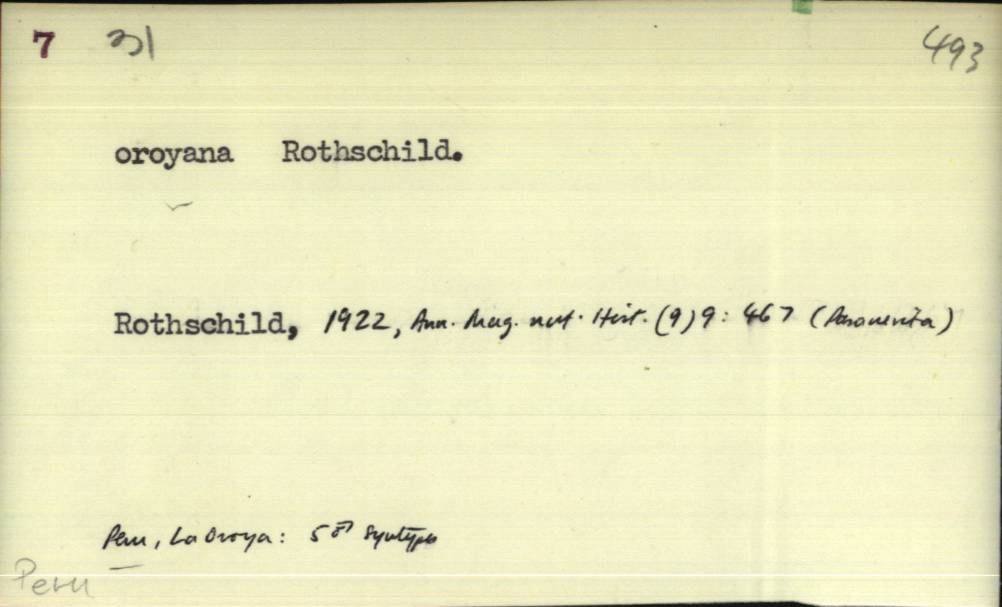 7 31 493
oroyana Rothschild.
Rothschild, 1922, Ann. Mag. nat. Hist. (9) 9: 467 (Paraventa)
Peru, La Oroya: 5 ♂ Syntypes
Peru